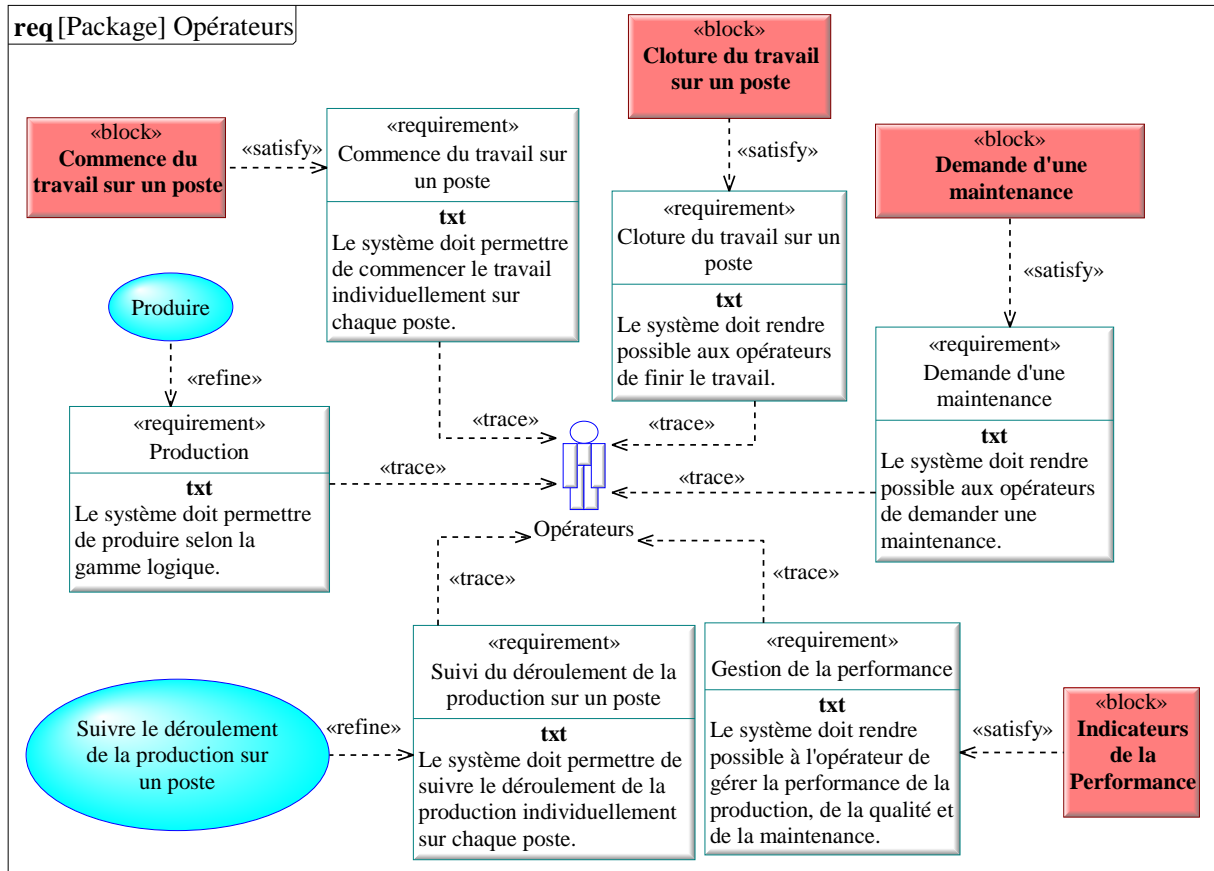 req [Package] Opérateurs
«block»
Cloture du travail
sur un poste
«block»
Commence du
travail sur un poste
«satisfy»
«requirement»
Commence du travail sur
un poste
txt
Le système doit permettre
de commencer le travail
individuellement sur
chaque poste.
«satisfy»
«requirement»
Cloture du travail sur un
poste
txt
Le système doit rendre
possible aux opérateurs
de finir le travail.
«block»
Demande d'une
maintenance
«satisfy»
«requirement»
Demande d'une
maintenance
txt
Le système doit rendre
possible aux opérateurs
de demander une
maintenance.
Produire
«refine»
«requirement»
Production
txt
Le système doit permettre
de produire selon la
gamme logique.
«trace»
«trace»
«trace»
«trace»
Opérateurs
«trace»
«trace»
Suivre le déroulement
de la production sur
un poste
«refine»
«requirement»
Suivi du déroulement de la
production sur un poste
txt
Le système doit permettre de
suivre le déroulement de la
production individuellement
sur chaque poste.
«requirement»
Gestion de la performance
txt
Le système doit rendre
possible à l'opérateur de
gérer la performance de la
production, de la qualité et
de la maintenance.
«satisfy»
«block»
Indicateurs
de la
Performance